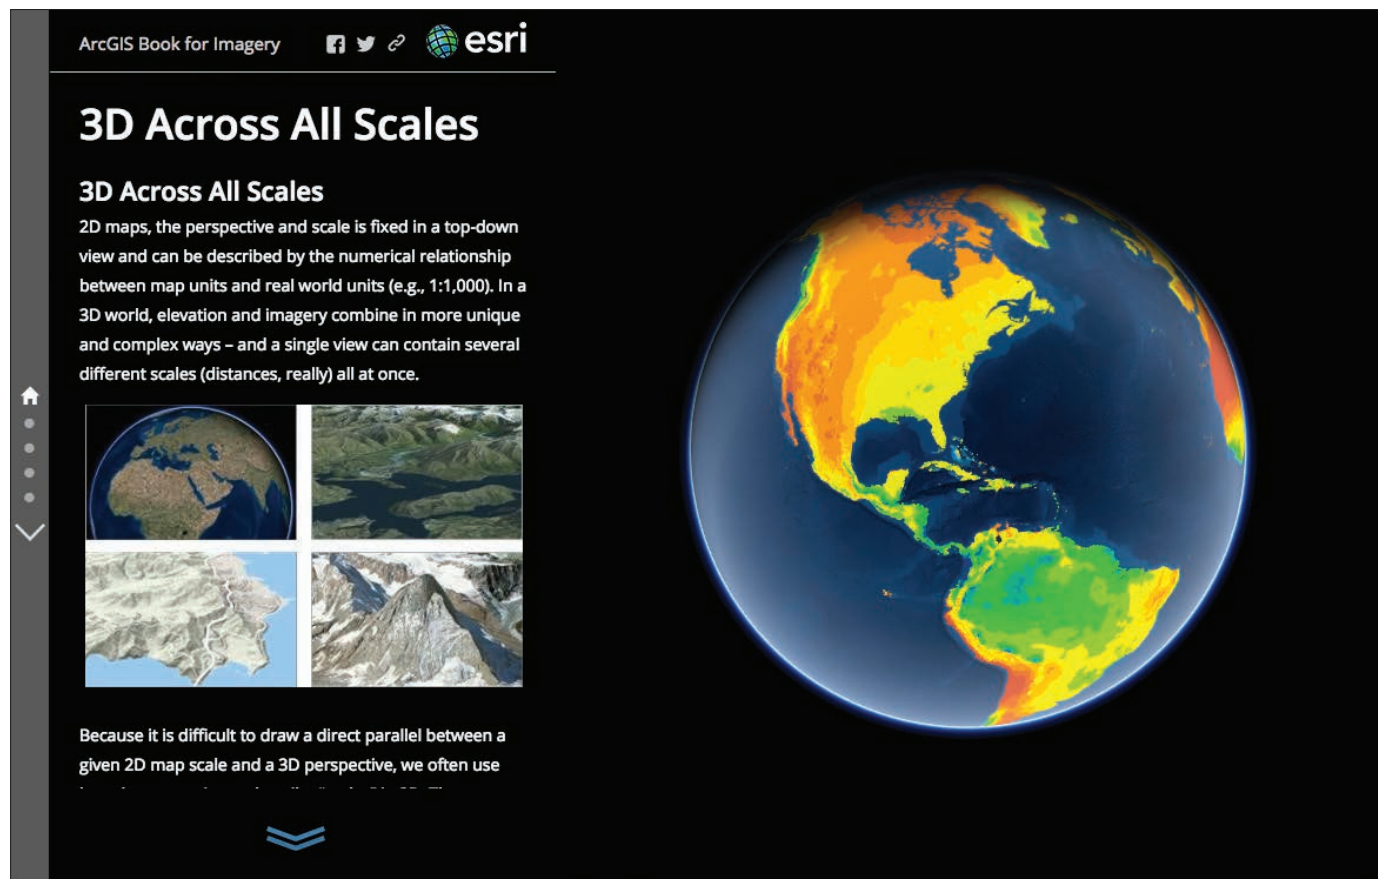 ArcGIS Book for Imagery
esri
3D Across All Scales
3D Across All Scales
2D maps, the perspective and scale is fixed in a top-down
view and can be described by the numerical relationship
between map units and real world units (e.g., 1:1,000). In a
3D world, elevation and imagery combine in more unique
and complex ways – and a single view can contain several
different scales (distances, really) all at once.
Because it is difficult to draw a direct parallel between a
given 2D map scale and a 3D perspective, we often use